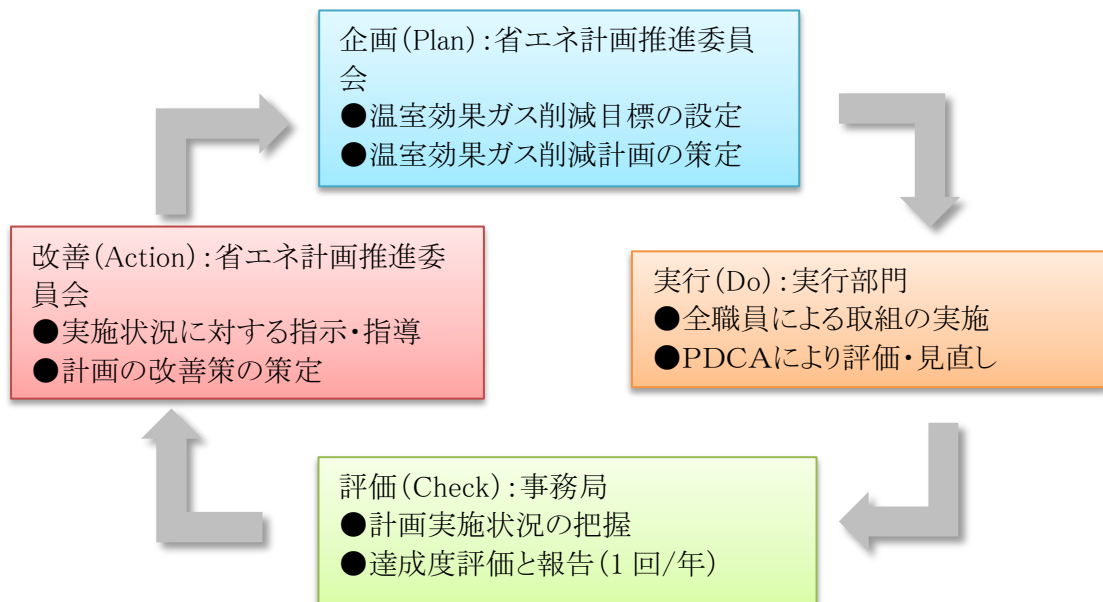 企画(Plan):省エネ計画推進委員
会
●温室効果ガス削減目標の設定
●温室効果ガス削減計画の策定
改善(Action):省エネ計画推進委
員会
●実施状況に対する指示・指導
●計画の改善策の策定
実行(Do):実行部門
●全職員による取組の実施
●PDCAにより評価・見直し
評価(Check):事務局
●計画実施状況の把握
●達成度評価と報告(1 回/年)